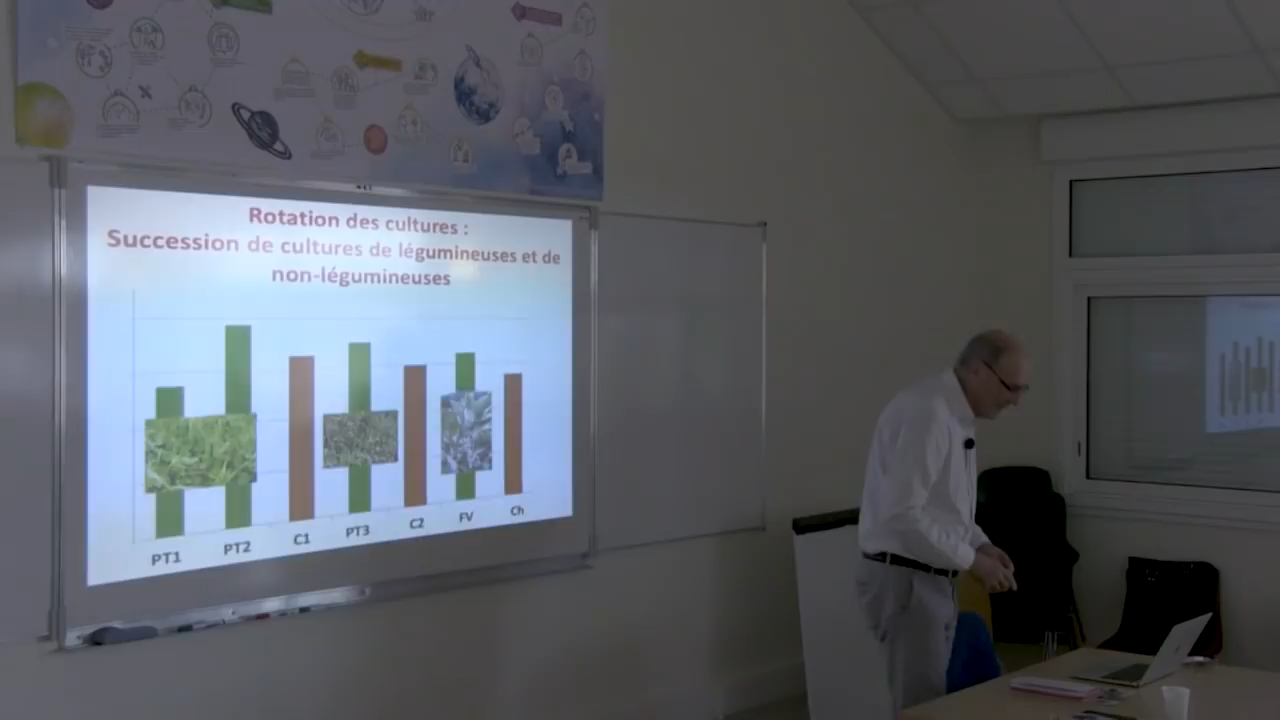 Rotation des cultures :
Succession de cultures de légumineuses et de
non-légumineuses
PT1
PT2
C1
PT3
C2
FV
Ch